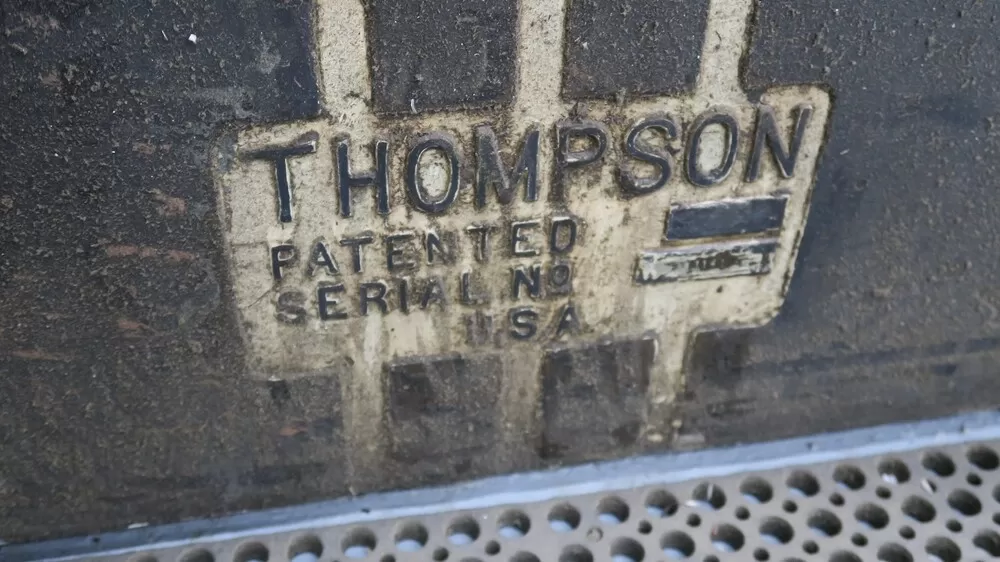 THOMPSON
PATENTED
SERIAL NO
USA